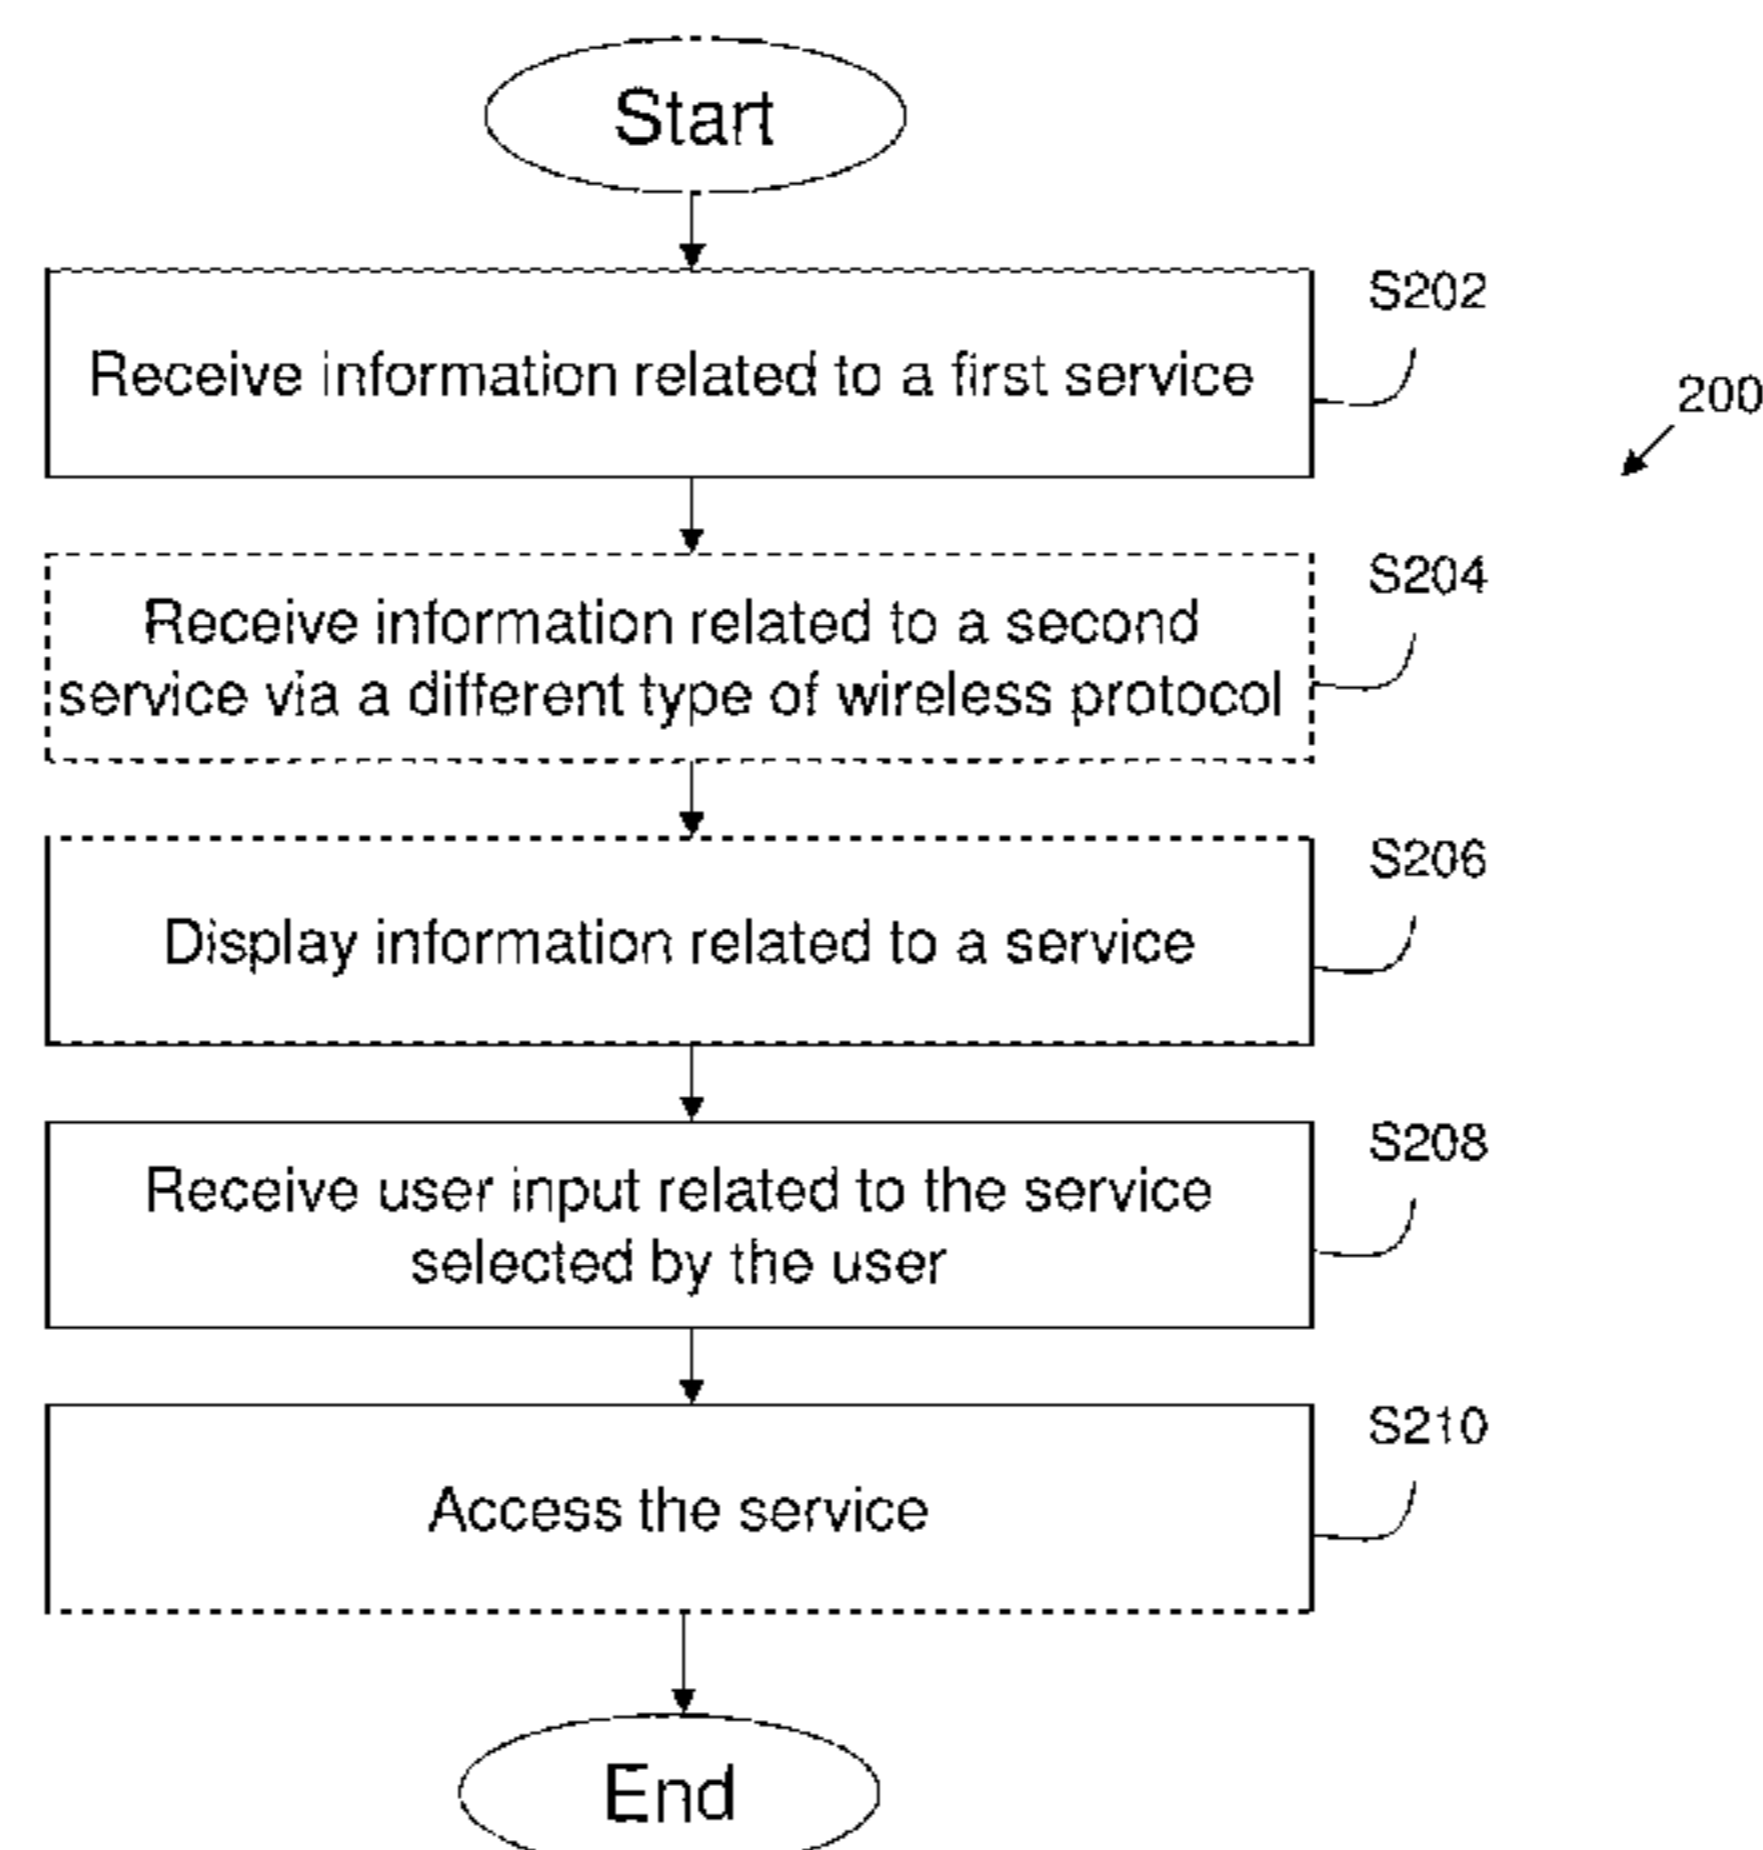 Start
S202
Receive information related to a first service
200
S204
Receive information related to a second
service via a different type of wireless protocol
S206
Display information related to a service
S208
Receive user input related to the service
selected by the user
S210
Access the service
End